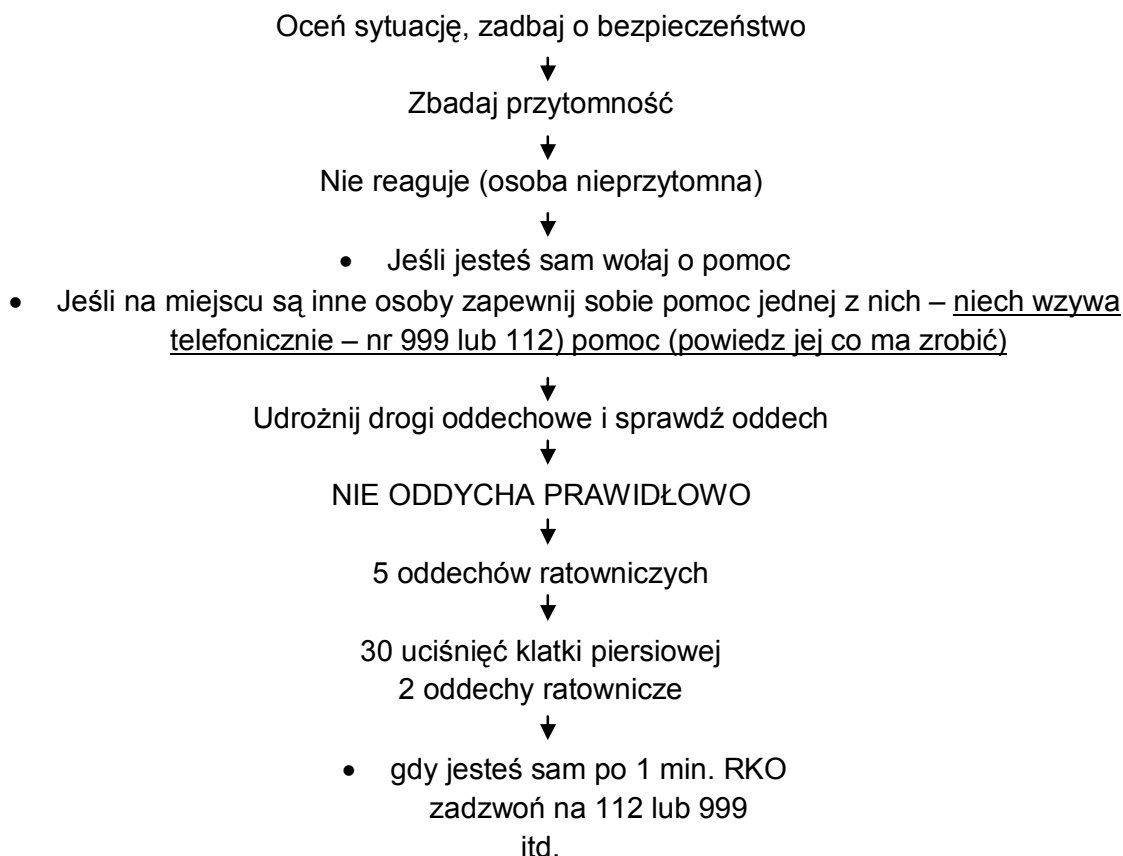 Oceń sytuację, zadbaj o bezpieczeństwo
Zbadaj przytomność
Nie reaguje (osoba nieprzytomna)
• Jeśli jesteś sam wołaj o pomoc
• Jeśli na miejscu są inne osoby zapewnij sobie pomoc jednej z nich – niech wzywa
telefonicznie – nr 999 lub 112) pomoc (powiedz jej co ma zrobić)
Udrożnij drogi oddechowe i sprawdź oddech
NIE ODDYCHA PRAWIDŁOWO
5 oddechów ratowniczych
30 uciśnięć klatki piersiowej
2 oddechy ratownicze
• gdy jesteś sam po 1 min. RKO
zadzwoń na 112 lub 999
itd.